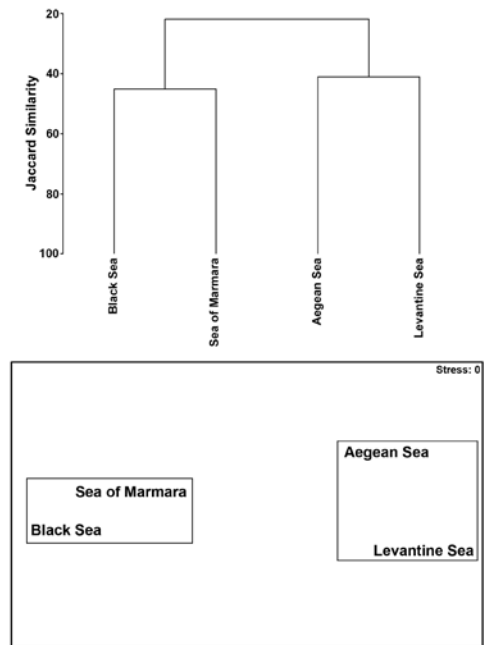 20
40
60
80
100
Jaccard Similarity
Black Sea
Sea of Marmara
Aegean Sea
Levantine Sea
Stress: 0
Aegean Sea
Sea of Marmara
Black Sea
Levantine Sea